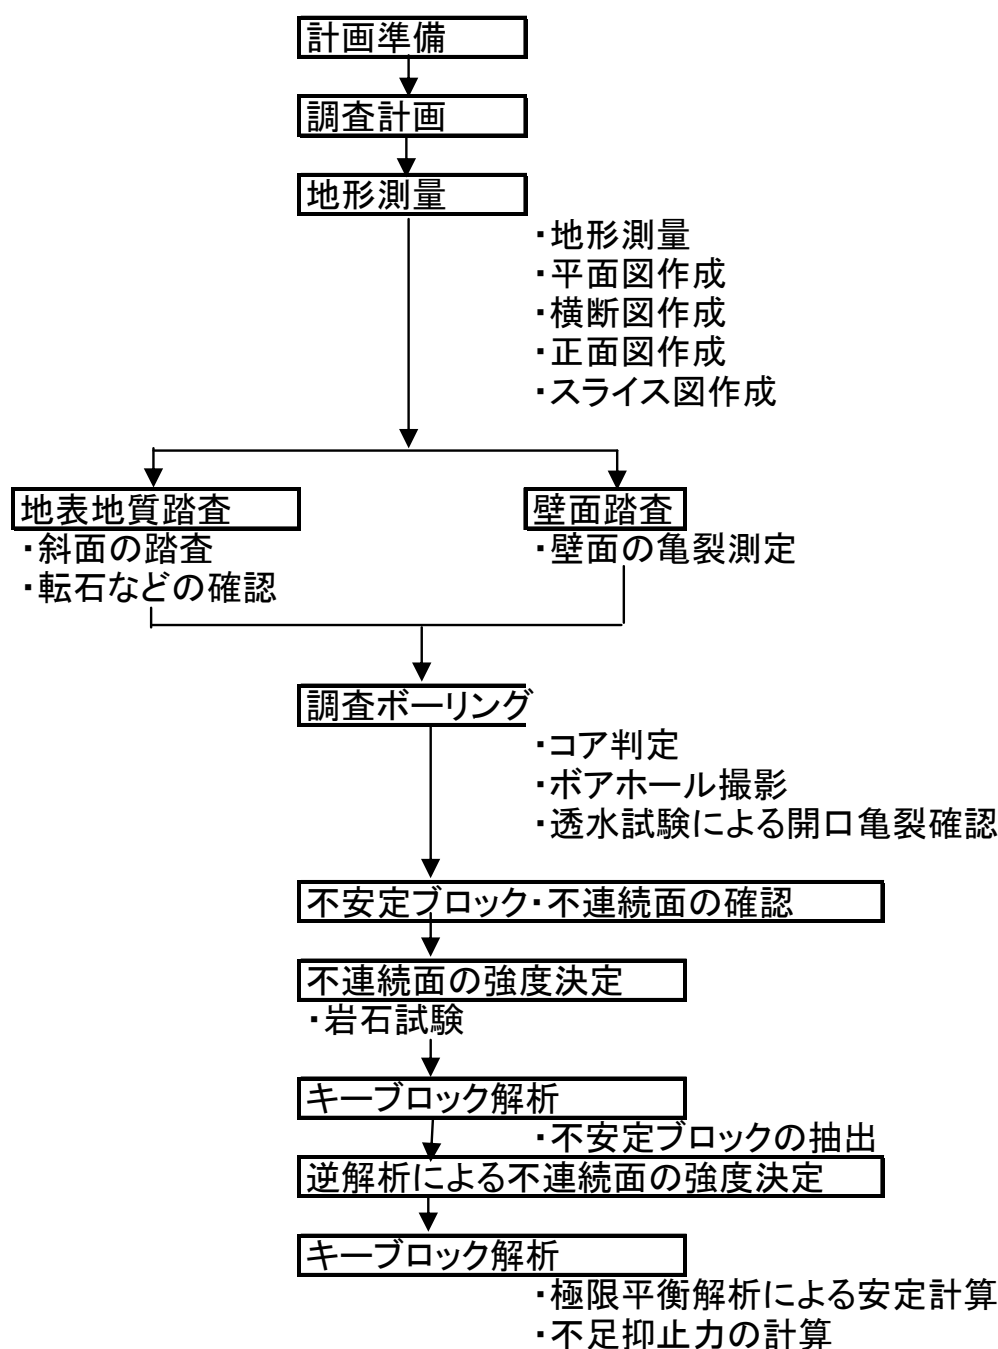 計画準備
調査計画
地形測量
・地形測量
・平面図作成
・横断図作成
・正面図作成
・スライス図作成
地表地質踏査
・斜面の踏査
・転石などの確認
壁面踏査
・壁面の亀裂測定
調査ボーリング
・コア判定
・ボアホール撮影
・透水試験による開口亀裂確認
不安定ブロック・不連続面の確認
不連続面の強度決定
・岩石試験
キーブロック解析
・不安定ブロックの抽出
逆解析による不連続面の強度決定
キーブロック解析
・極限平衡解析による安定計算
・不足抑止力の計算